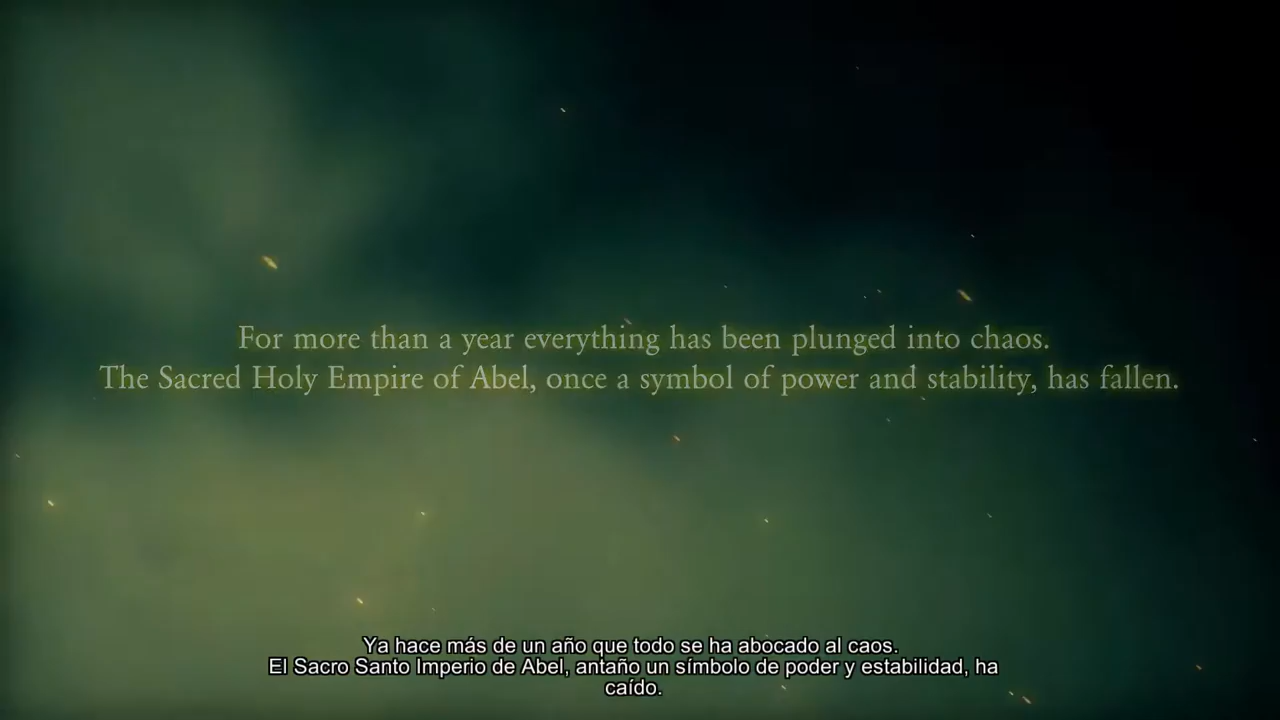 For more than a year everything has been plunged into chaos.
The Sacred Holy Empire of Abel, once a symbol of power and stability, has fallen.
Ya hace más de un año que todo se ha abocado al caos.
El Sacro Santo Imperio de Abel, antaño un símbolo de poder y estabilidad, ha
caído.